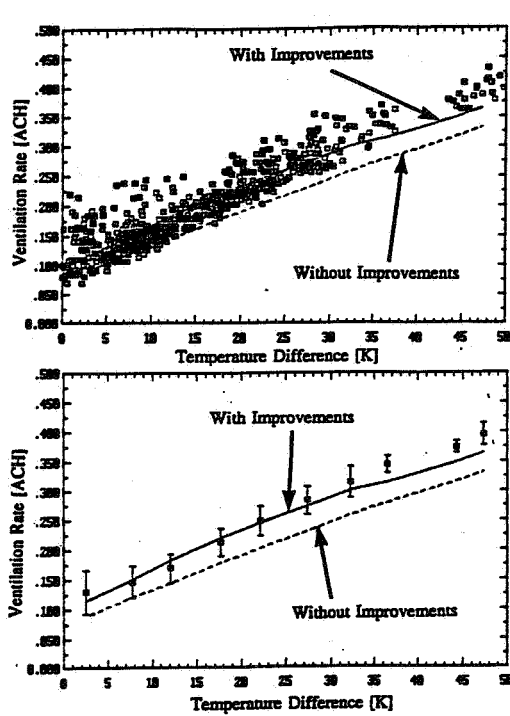 .500
.450
.400
.350
.300
.250
.200
.150
.100
.050
0.000
Ventilation Rate [ACH]
With Improvements
Without Improvements
0 5 10 15 20 25 30 35 40 45 50
Temperature Difference [K]
.500
.450
.400
.350
.300
.250
.200
.150
.100
.050
0.000
Ventilation Rate [ACH]
With Improvements
Without Improvements
0 5 10 15 20 25 30 35 40 45 50
Temperature Difference [K]